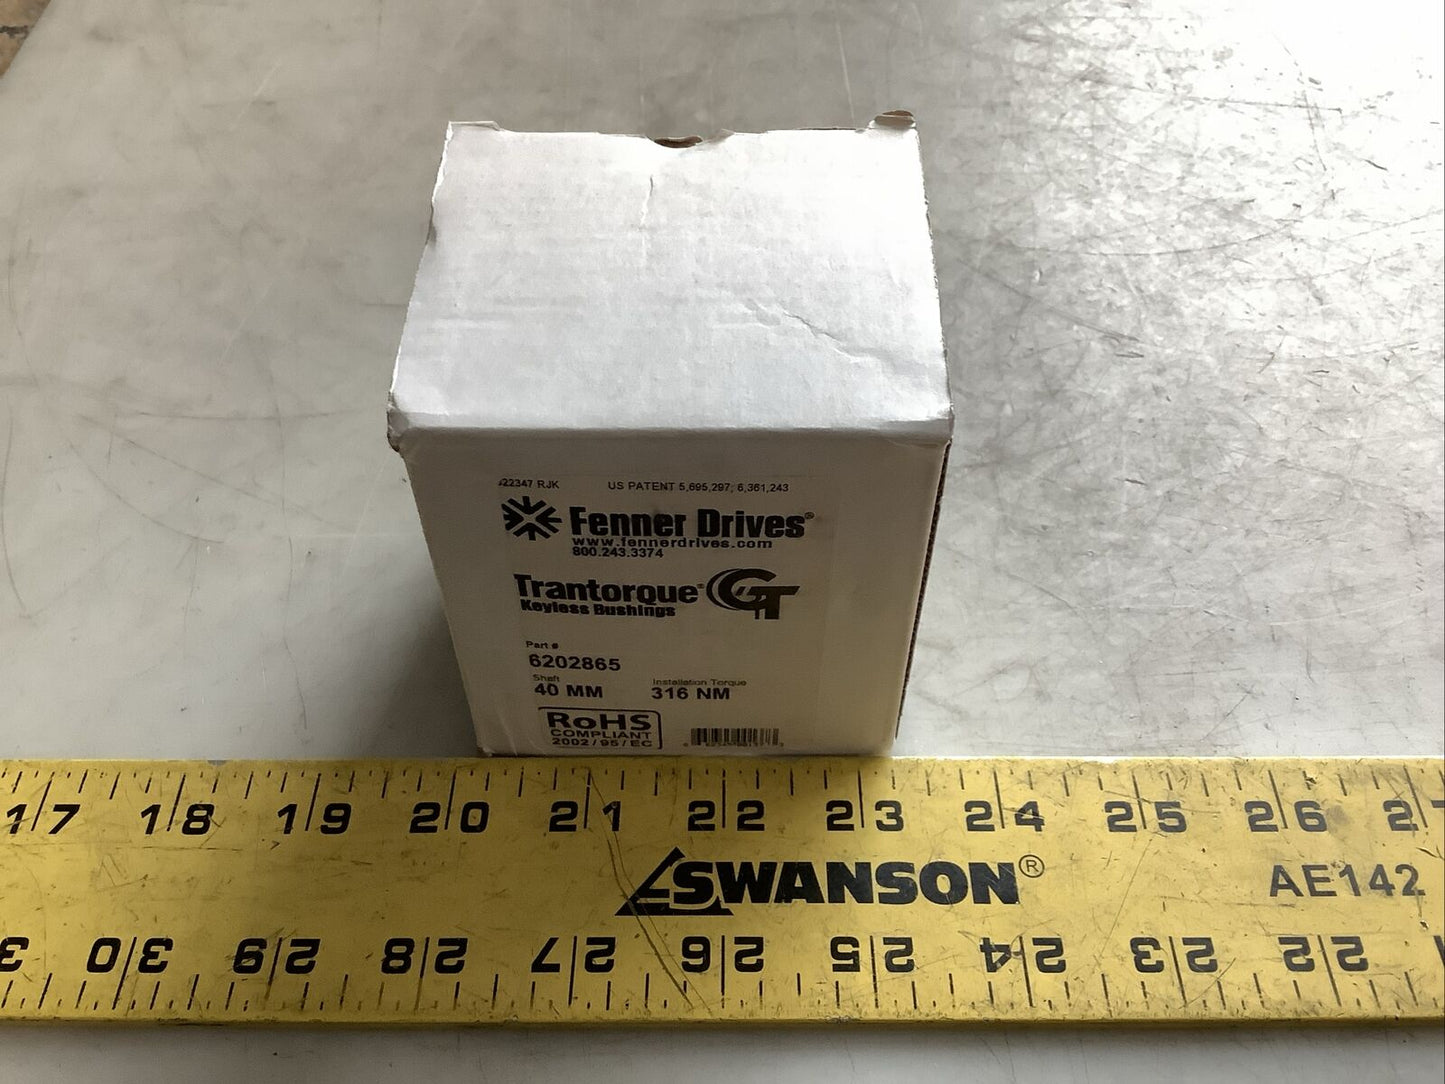 22347 RJK US PATENT 5,695,297; 6,361,243
Fenner Drives®
www.fennerdrives.com
800.243.3374
Trantorque® GT
Keyless Bushings
Part #
6202865
Shaft Installation Torque
40 MM 316 NM
RoHS
COMPLIANT
2002/95/EC
17 18 19 20 21 22 23 24 25 26 2
SWANSON® AE142
3 30 29 28 27 26 25 24 23 22